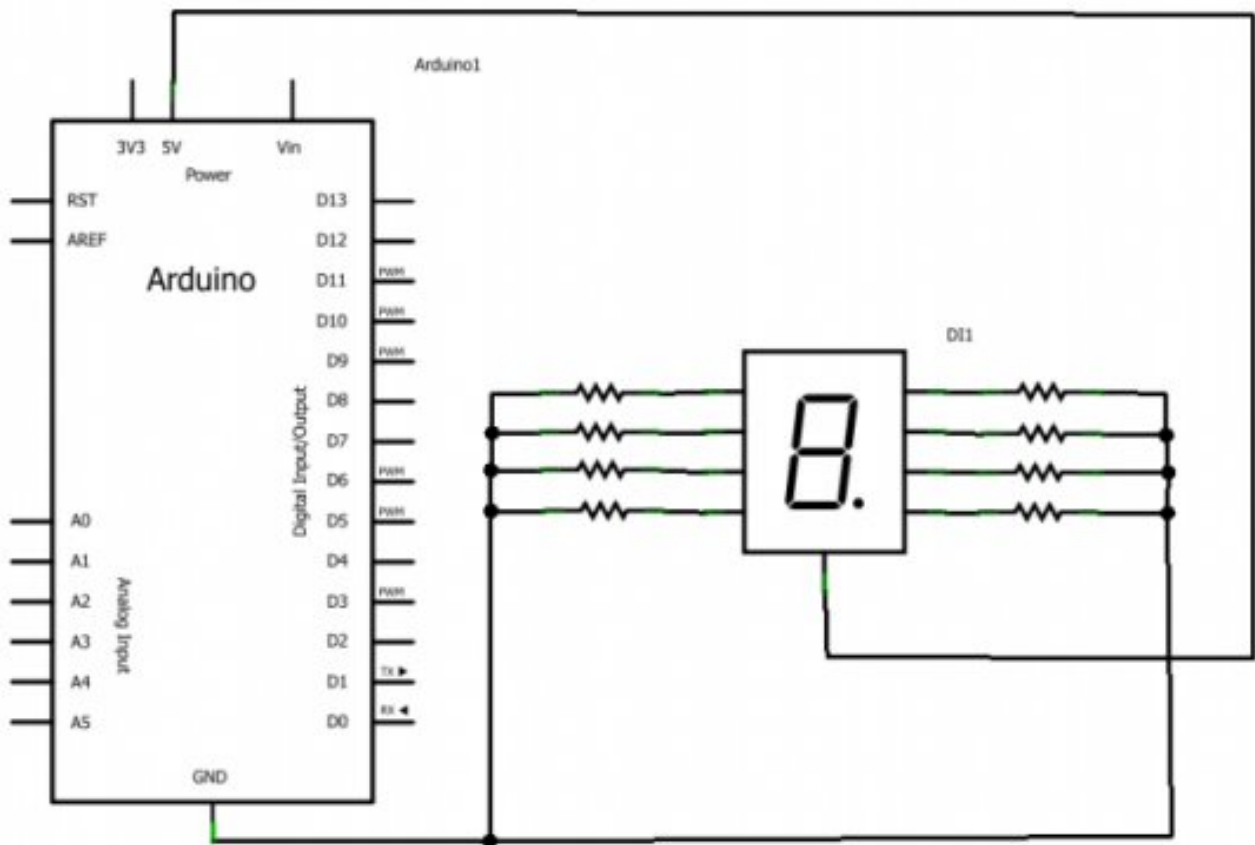 Arduino1
3V3 5V Vin
Power
RST D13
AREF D12
Arduino
D11 PWM
D10 PWM
D9 PWM
DI1
D8
Digital Input/Output
D7
D6 PWM
A0 D5 PWM
A1 D4
A2 D3 PWM
Analog Input
A3 D2
A4 D1 TX
A5 D0 RX
GND